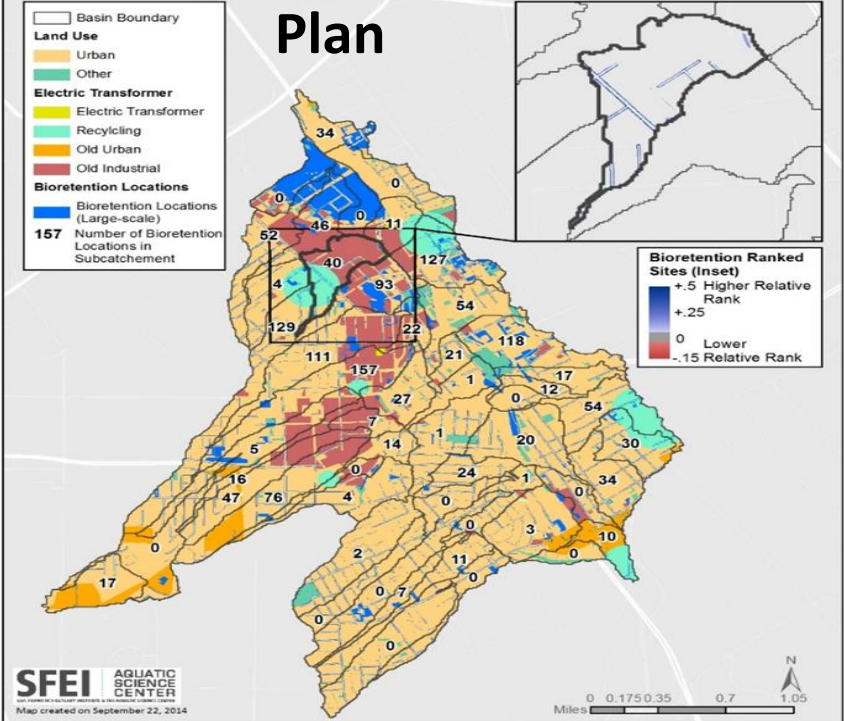 Plan
Basin Boundary
Land Use
Urban
Other
Electric Transformer
Electric Transformer
Recylcling
Old Urban
Old Industrial
Bioretention Locations
Bioretention Locations
(Large-scale)
157 Number of Bioretention
Locations in
Subcatchement
Bioretention Ranked
Sites (Inset)
+.5 Higher Relative
Rank
+.25
0
Lower
-.15 Relative Rank
34
0
0
0
46
11
52
40
127
4
93
54
129
22
118
111
21
157
17
1
12
27
0
54
7
1
20
14
30
5
0
24
16
1
34
47
76
4
0
0
0
3
10
0
2
0
11
17
0
0
7
0
0
SFEI AQUATIC
SCIENCE
CENTER
Map created on September 22, 2014
N
Miles
0 0.175 0.35 0.7 1.05